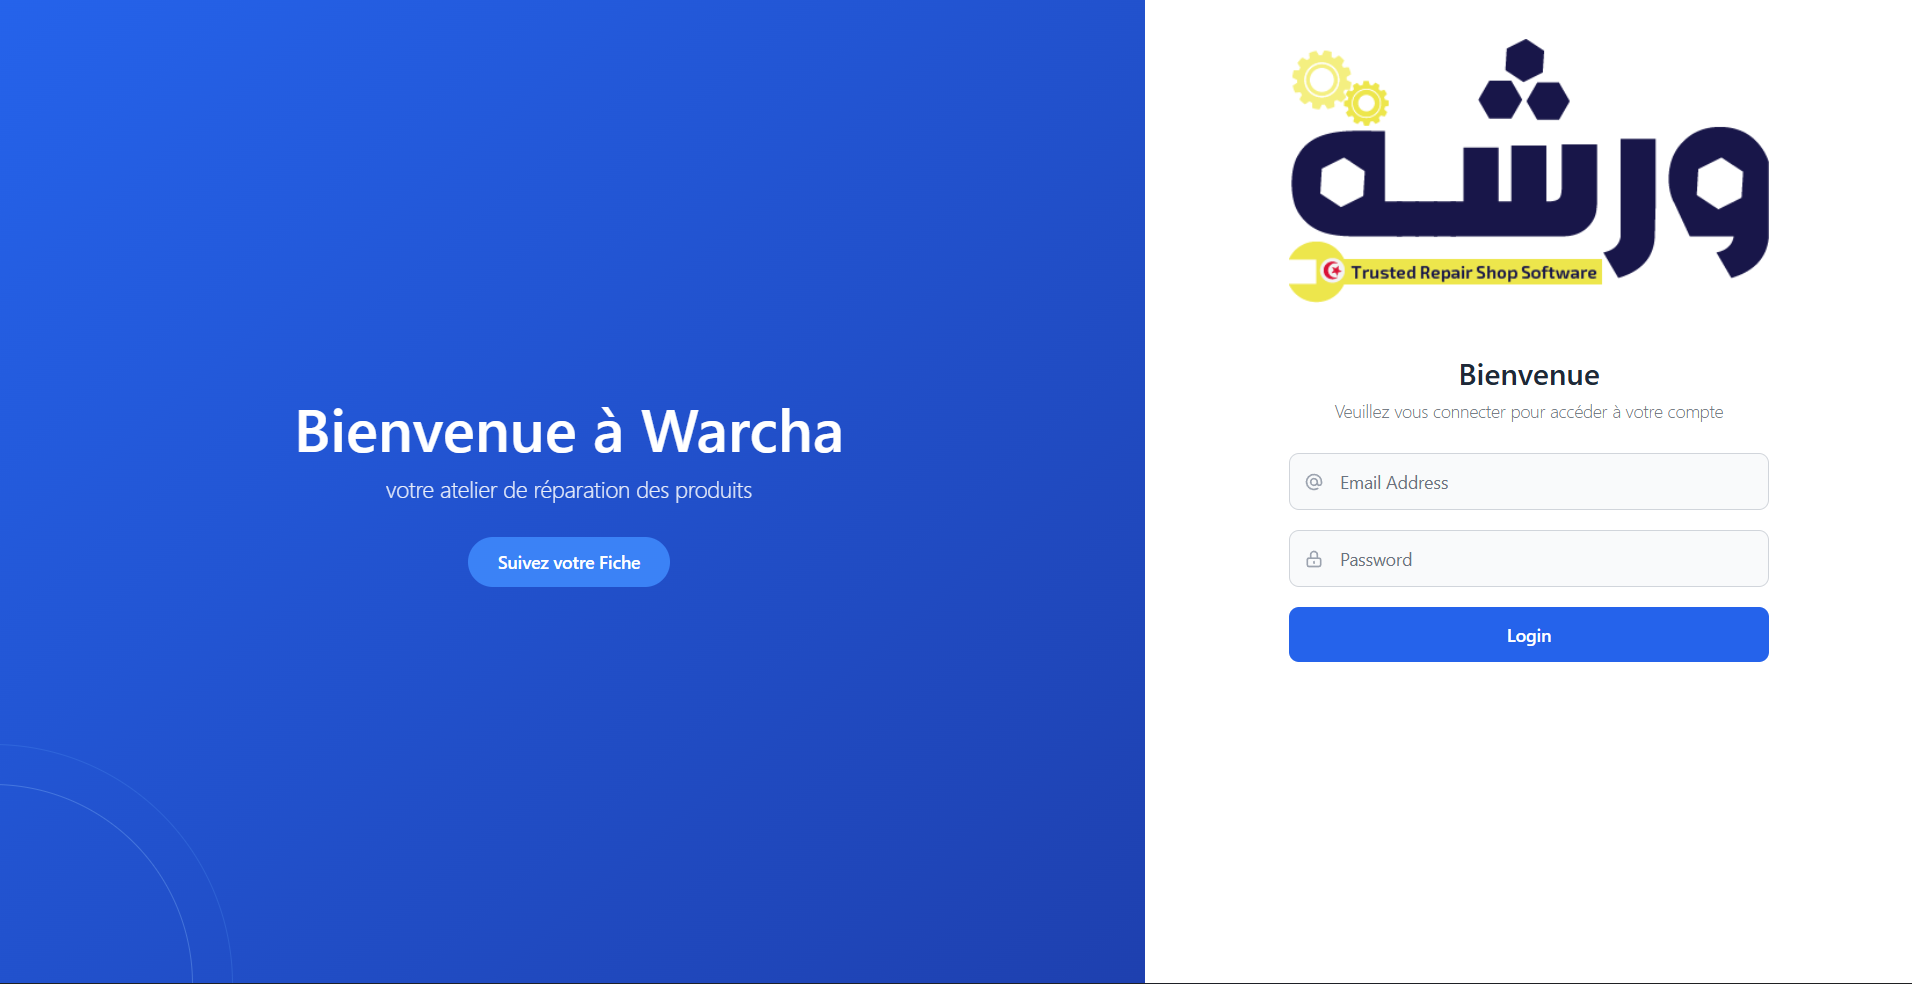 Bienvenue à Warcha
votre atelier de réparation des produits
Suivez votre Fiche
ورشه
Trusted Repair Shop Software
Bienvenue
Veuillez vous connecter pour accéder à votre compte
Email Address
Password
Login